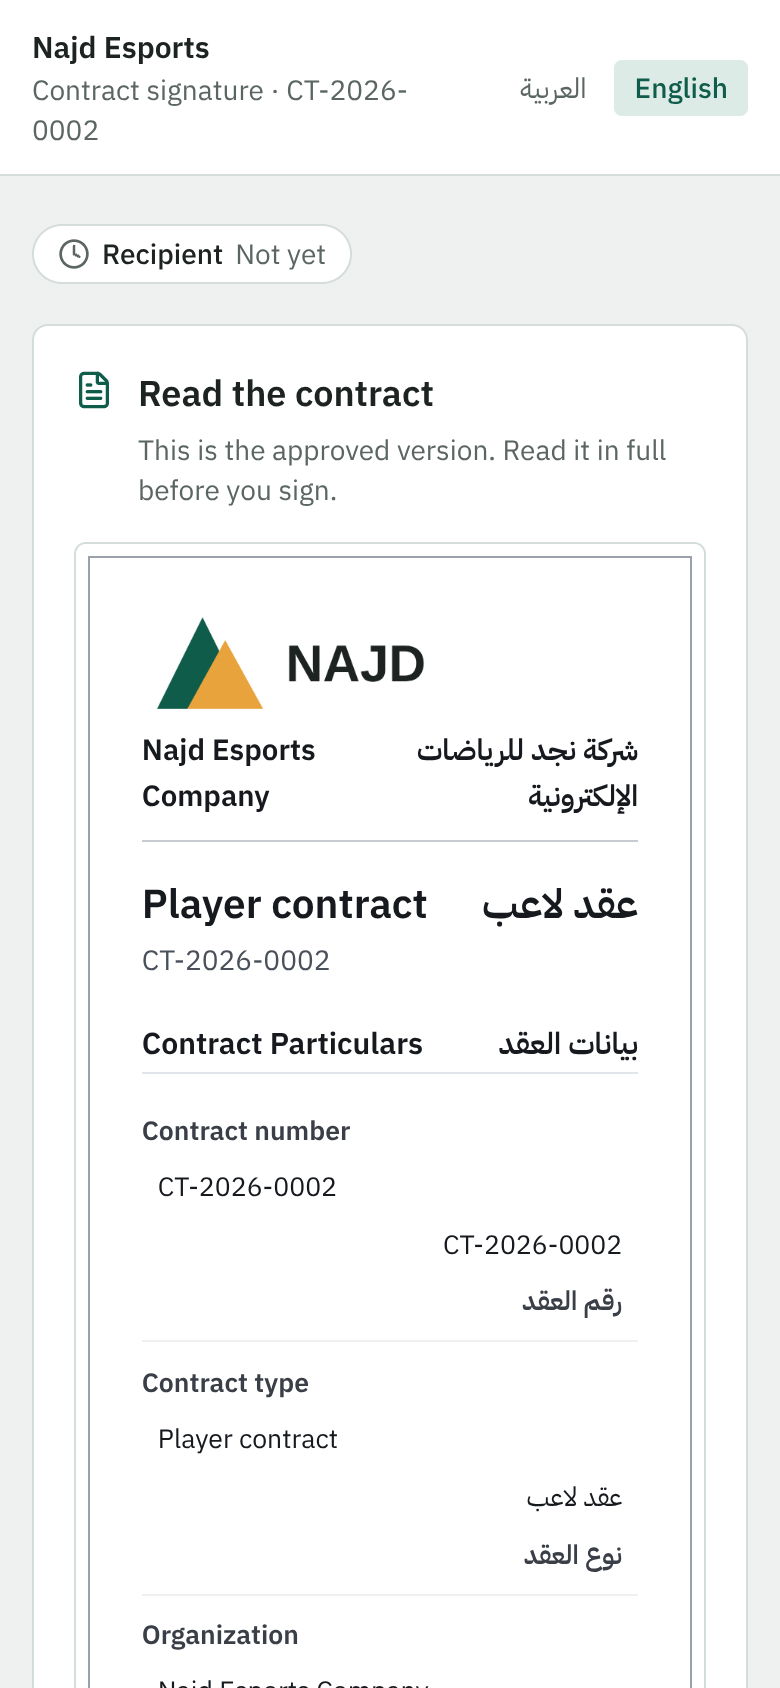 Najd Esports
Contract signature · CT-2026-
0002
العربية
English
Recipient Not yet
Read the contract
This is the approved version. Read it in full
before you sign.
NAJD
Najd Esports
Company
شركة نجد للرياضات
الإلكترونية
Player contract
عقد لاعب
CT-2026-0002
Contract Particulars
بيانات العقد
Contract number
CT-2026-0002
CT-2026-0002
رقم العقد
Contract type
Player contract
عقد لاعب
نوع العقد
Organization
Najd Esports Company